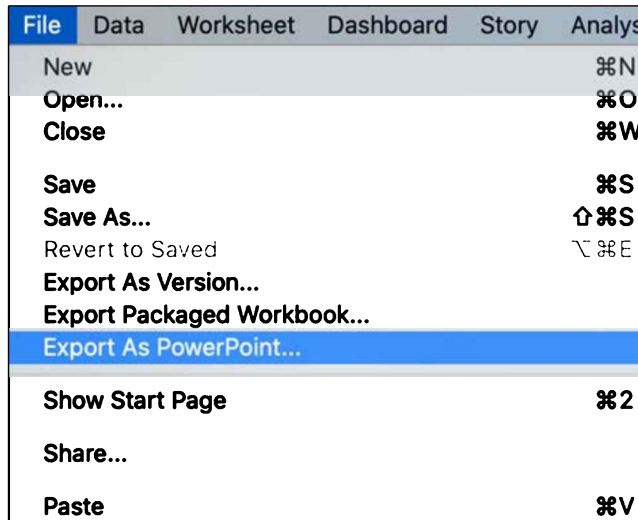 File Data Worksheet Dashboard Story Analys
New ⌘N
Open... ⌘O
Close ⌘W
Save ⌘S
Save As... ⇧⌘S
Revert to Saved ⌥⌘E
Export As Version...
Export Packaged Workbook...
Export As PowerPoint...
Show Start Page ⌘2
Share...
Paste ⌘V